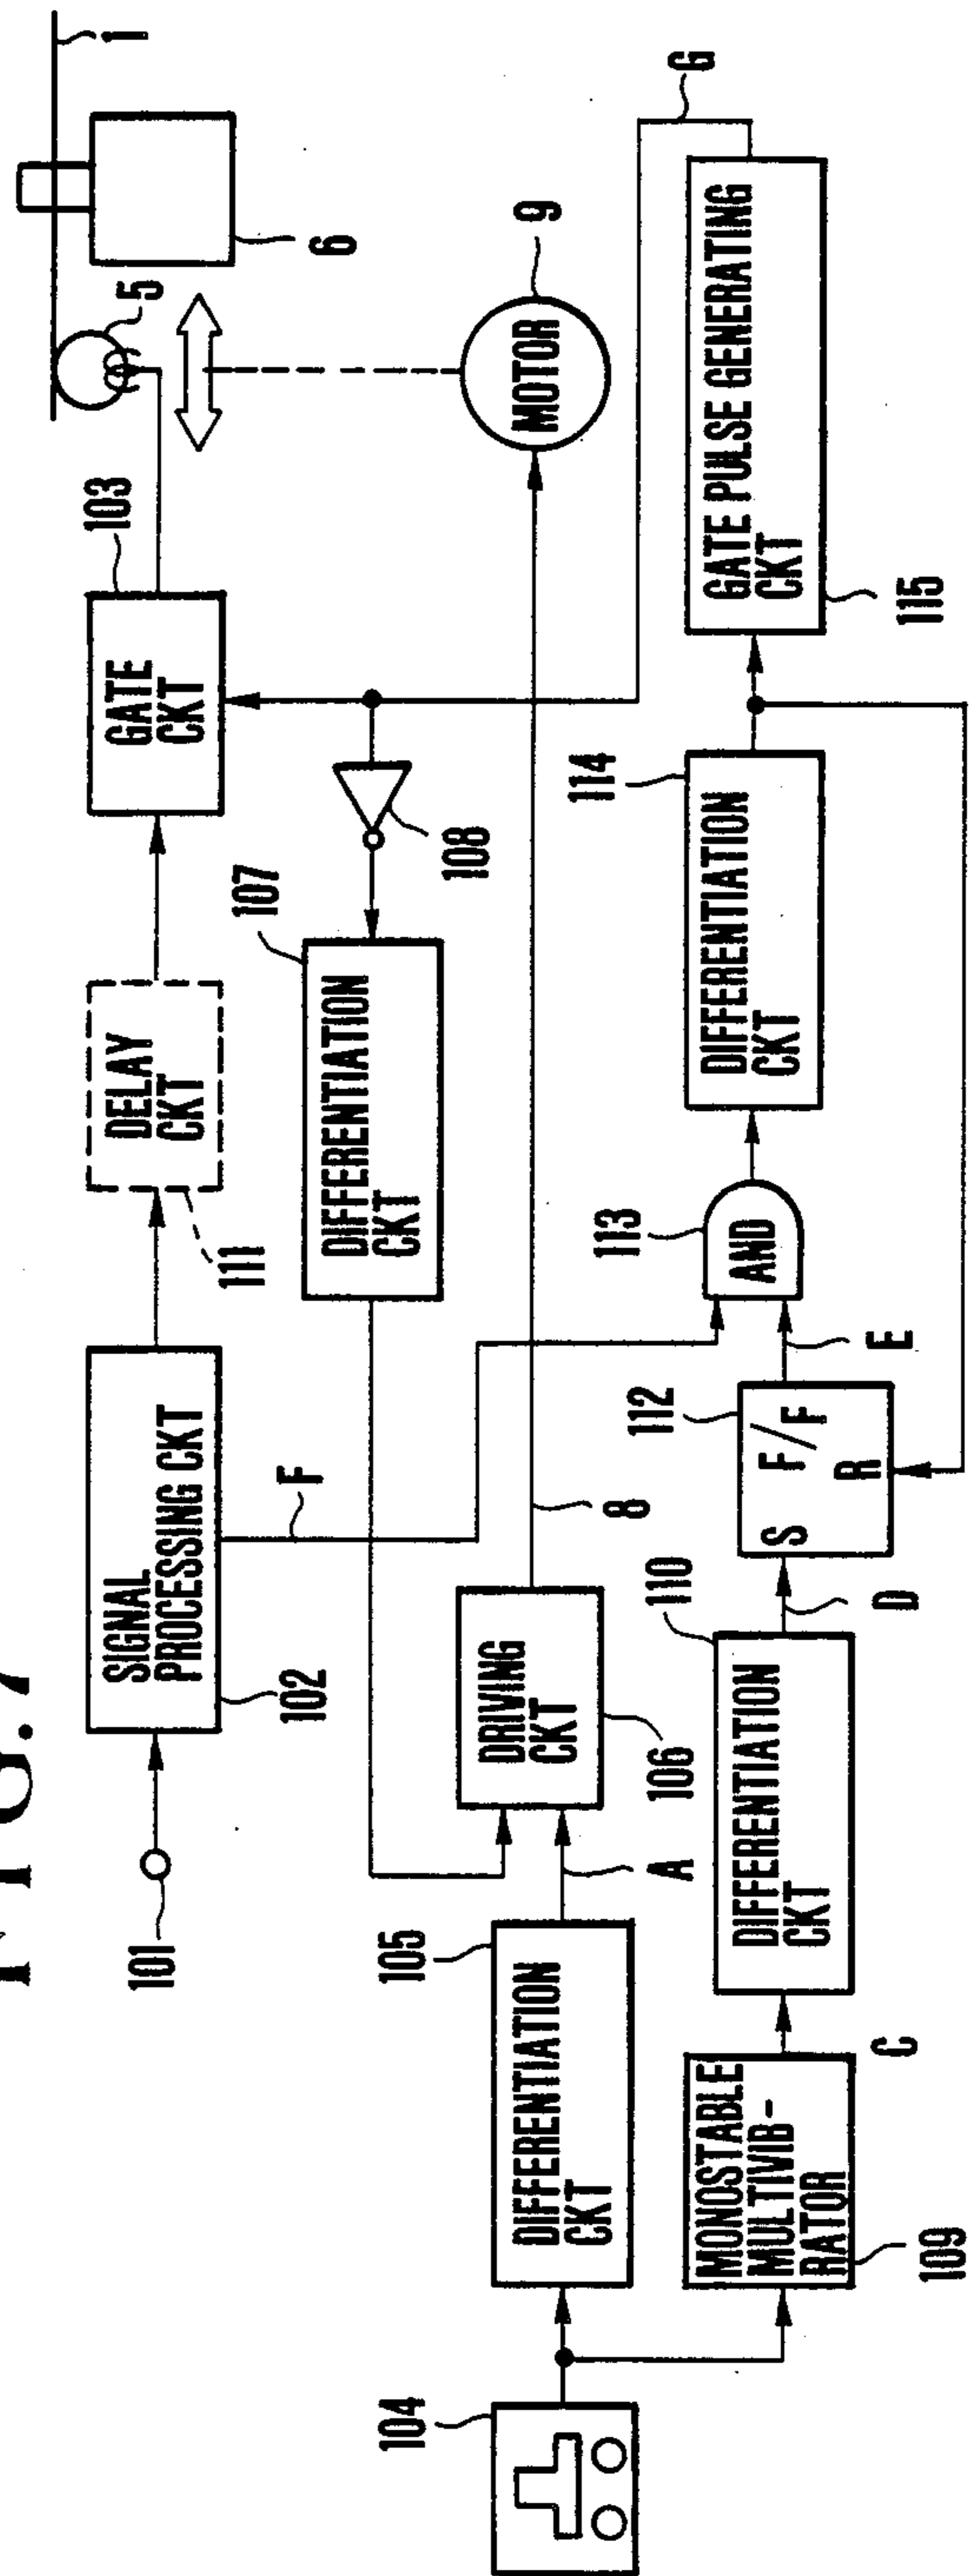 FIG.7
101
SIGNAL
PROCESSING CKT
102
DELAY
CKT
111
GATE
CKT
103
5
6
1
F
DIFFERENTIATION
CKT
107
108
MOTOR
9
G
104
DIFFERENTIATION
CKT
105
A
DRIVING
CKT
106
8
MONOSTABLE
MULTIVIB-
RATOR
109
C
DIFFERENTIATION
CKT
110
D
S
F/F
R
112
E
AND
113
DIFFERENTIATION
CKT
114
GATE PULSE GENERATING
CKT
115